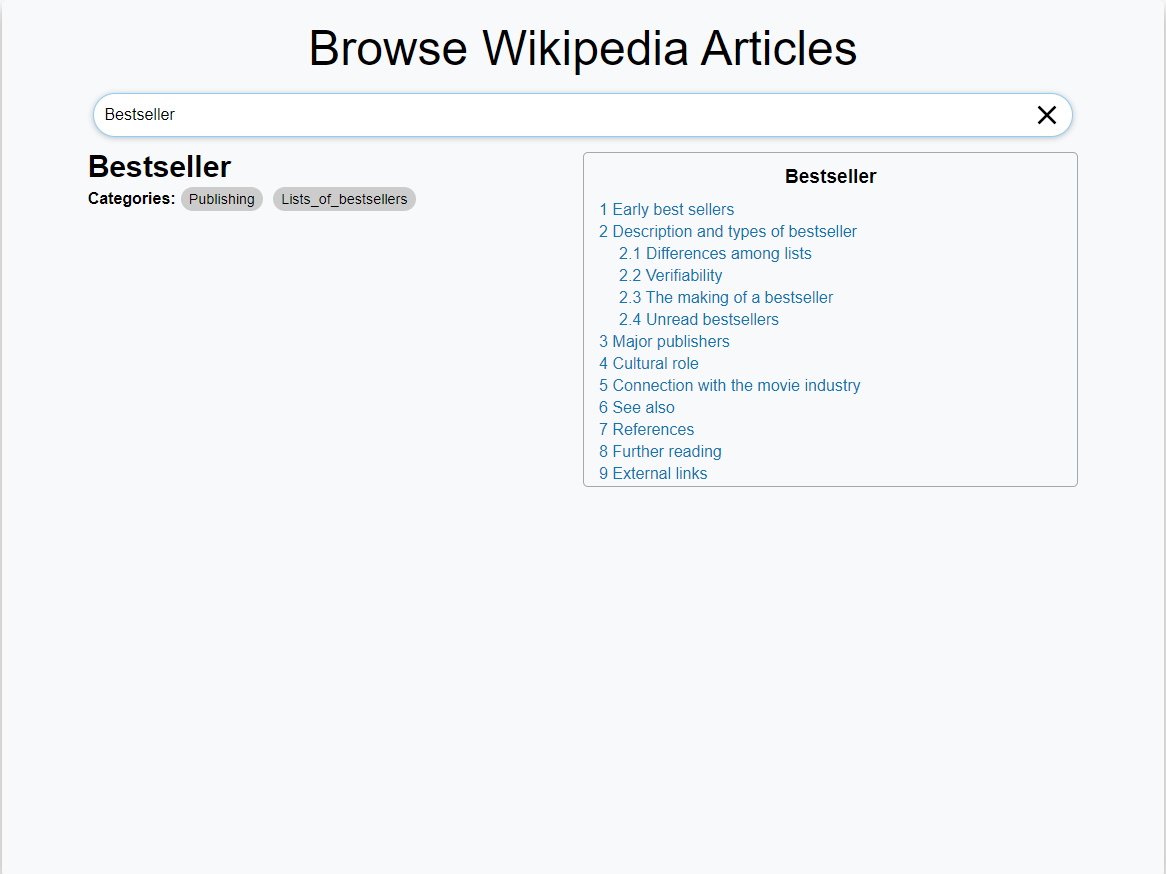 Browse Wikipedia Articles
Bestseller
Bestseller
Categories: Publishing Lists_of_bestsellers
Bestseller
1 Early best sellers
2 Description and types of bestseller
2.1 Differences among lists
2.2 Verifiability
2.3 The making of a bestseller
2.4 Unread bestsellers
3 Major publishers
4 Cultural role
5 Connection with the movie industry
6 See also
7 References
8 Further reading
9 External links